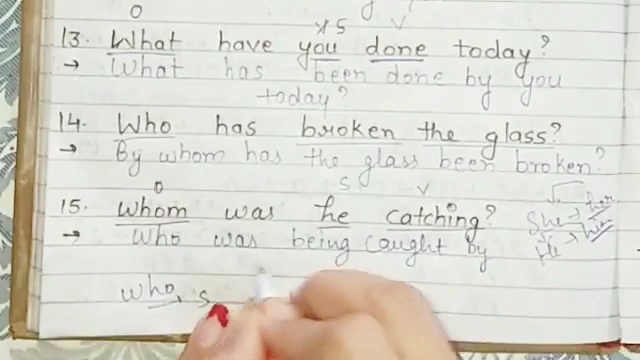 O ×S V
13. What have you done today?
→ What has been done by you
today?
14. Who has broken the glass?
→ By whom has the glass been broken?
O S V
15. Whom was he catching?
→ Who was being caught by
She → her
He → him
who, s